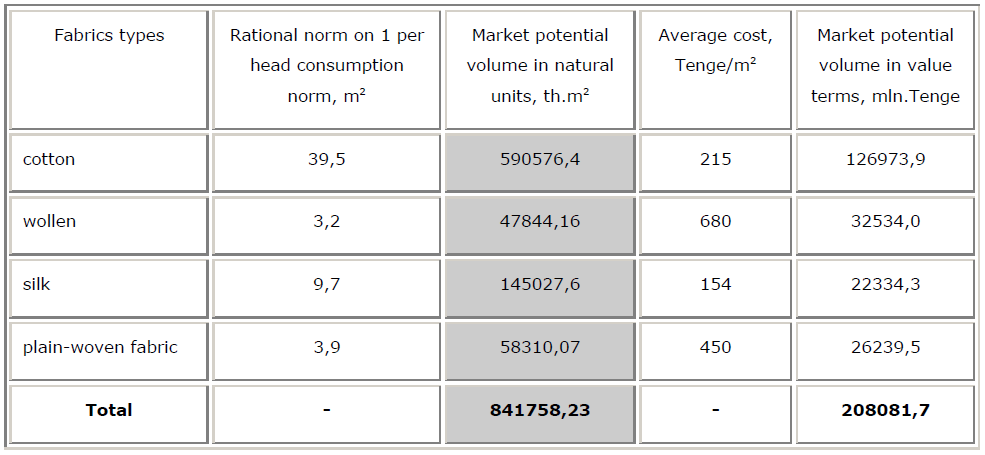 Fabrics types
Rational norm on 1 per
head consumption
norm, m²
Market potential
volume in natural
units, th.m²
Average cost,
Tenge/m²
Market potential
volume in value
terms, mln.Tenge
cotton 39,5 590576,4 215 126973,9
wollen 3,2 47844,16 680 32534,0
silk 9,7 145027,6 154 22334,3
plain-woven fabric 3,9 58310,07 450 26239,5
Total - 841758,23 - 208081,7